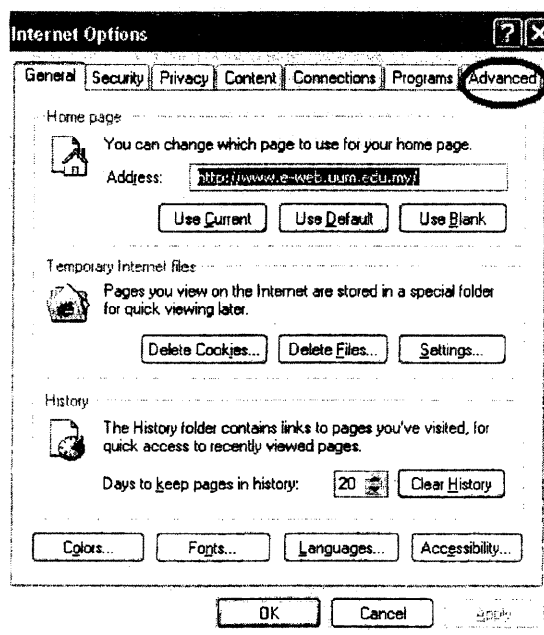 Internet Options
General Security Privacy Content Connections Programs Advanced
Home page
You can change which page to use for your home page.
Address: http://www.e-web.uum.edu.my/
Use Current Use Default Use Blank
Temporary Internet files
Pages you view on the Internet are stored in a special folder
for quick viewing later.
Delete Cookies... Delete Files... Settings...
History
The History folder contains links to pages you've visited, for
quick access to recently viewed pages.
Days to keep pages in history: 20 Clear History
Colors... Fonts... Languages... Accessibility...
OK Cancel Apply